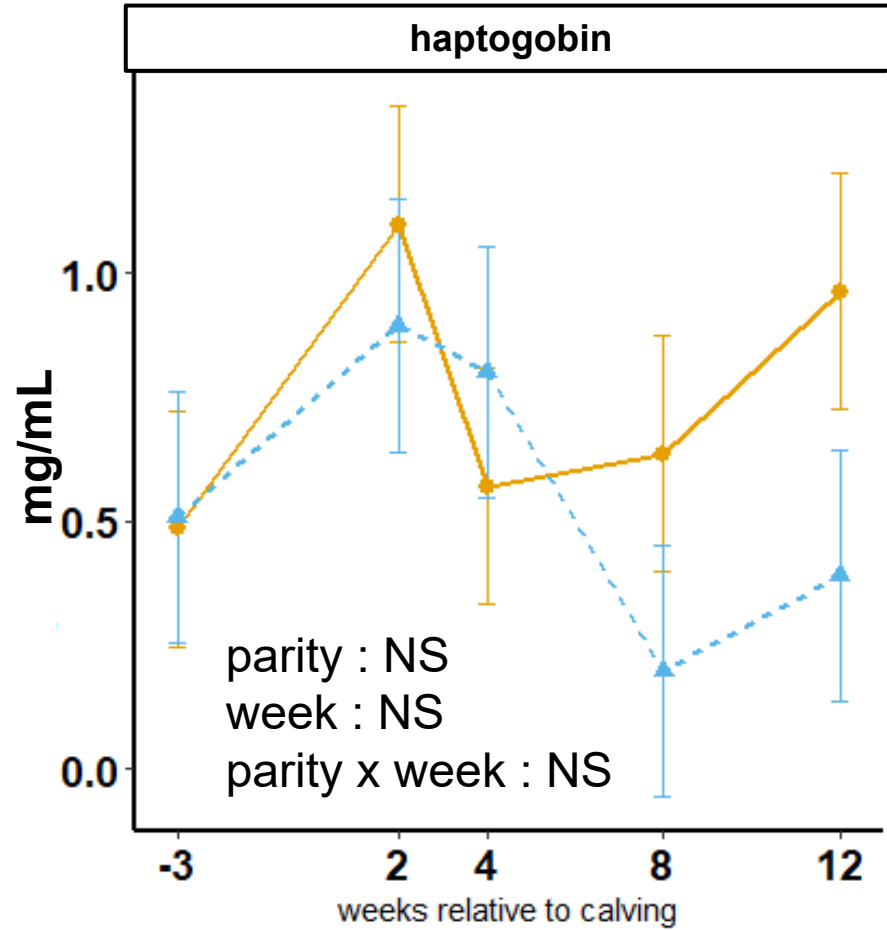 haptogobin
mg/mL
1.0
0.5
0.0
parity : NS
week : NS
parity x week : NS
-3 2 4 8 12
weeks relative to calving